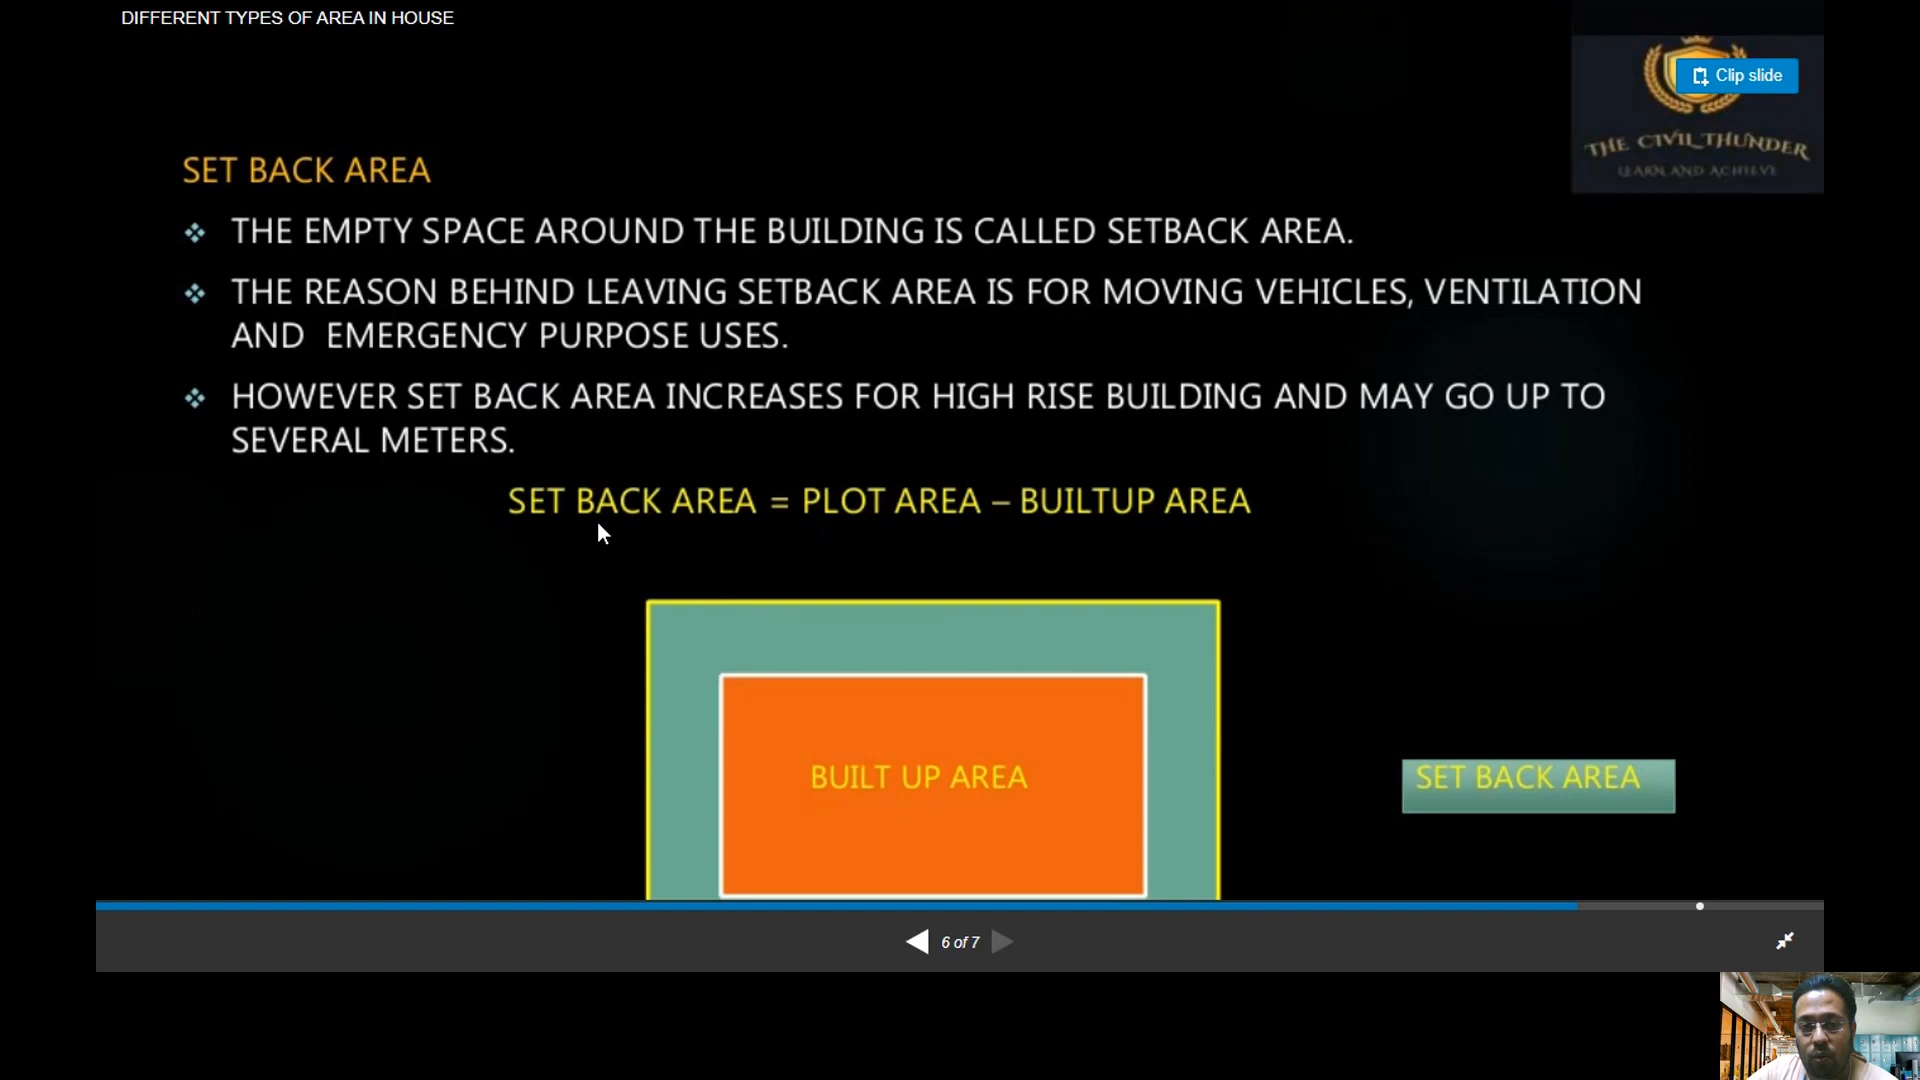 DIFFERENT TYPES OF AREA IN HOUSE
Clip slide
THE CIVIL THUNDER
LEARN AND ACHIEVE
SET BACK AREA
❖ THE EMPTY SPACE AROUND THE BUILDING IS CALLED SETBACK AREA.
❖ THE REASON BEHIND LEAVING SETBACK AREA IS FOR MOVING VEHICLES, VENTILATION
AND EMERGENCY PURPOSE USES.
❖ HOWEVER SET BACK AREA INCREASES FOR HIGH RISE BUILDING AND MAY GO UP TO
SEVERAL METERS.
SET BACK AREA = PLOT AREA – BUILTUP AREA
BUILT UP AREA
SET BACK AREA
6 of 7